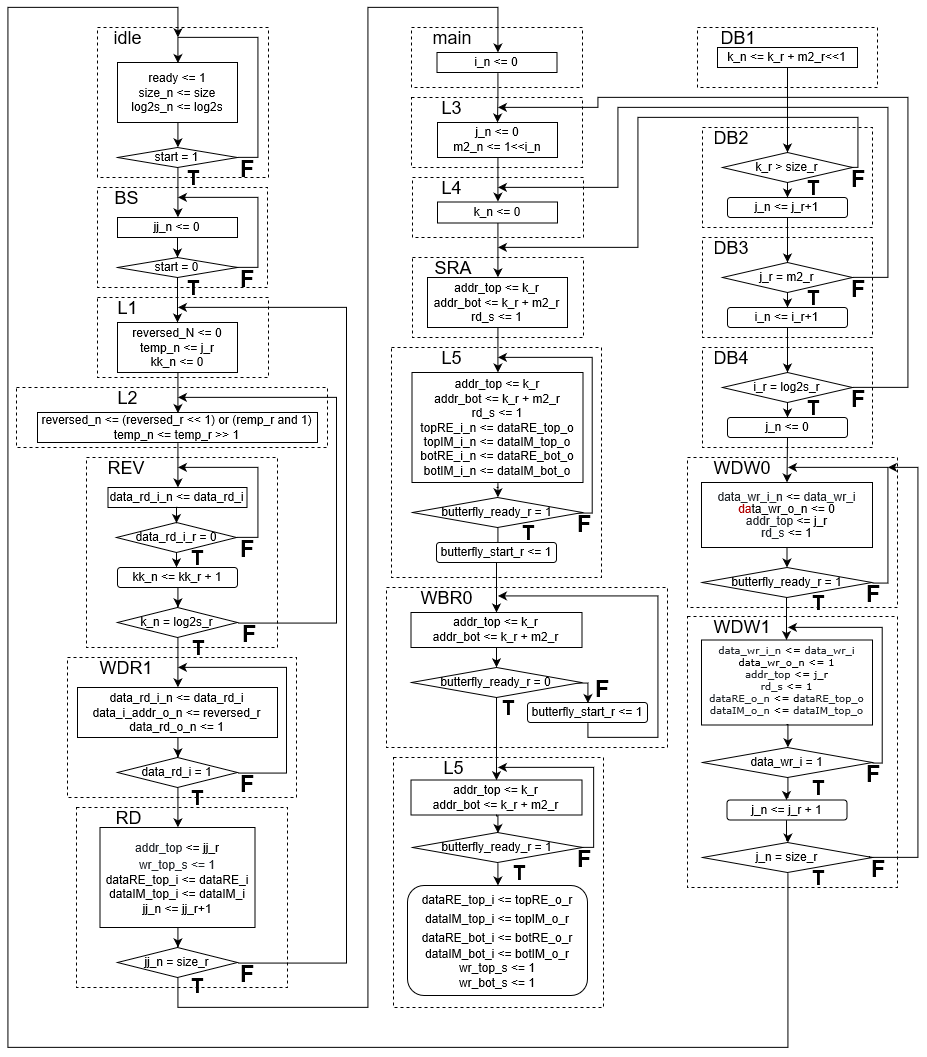 idle
ready <= 1
size_n <= size
log2s_n <= log2s
start = 1
F
T
BS
jj_n <= 0
start = 0
F
T
L1
reversed_N <= 0
temp_n <= j_r
kk_n <= 0
L2
reversed_n <= (reversed_r << 1) or (remp_r and 1)
temp_n <= temp_r >> 1
REV
data_rd_i_n <= data_rd_i
data_rd_i_r = 0
F
T
kk_n <= kk_r + 1
k_n = log2s_r
F
T
WDR1
data_rd_i_n <= data_rd_i
data_i_addr_o_n <= reversed_r
data_rd_o_n <= 1
data_rd_i = 1
F
T
RD
addr_top <= jj_r
wr_top_s <= 1
dataRE_top_i <= dataRE_i
dataIM_top_i <= dataIM_i
jj_n <= jj_r+1
jj_n = size_r
F
T
main
i_n <= 0
L3
j_n <= 0
m2_n <= 1<<i_n
L4
k_n <= 0
SRA
addr_top <= k_r
addr_bot <= k_r + m2_r
rd_s <= 1
L5
addr_top <= k_r
addr_bot <= k_r + m2_r
rd_s <= 1
topRE_i_n <= dataRE_top_o
topIM_i_n <= dataIM_top_o
botRE_i_n <= dataRE_bot_o
botIM_i_n <= dataIM_bot_o
butterfly_ready_r = 1
F
T
butterfly_start_r <= 1
WBR0
addr_top <= k_r
addr_bot <= k_r + m2_r
butterfly_ready_r = 0
F
T
butterfly_start_r <= 1
L5
addr_top <= k_r
addr_bot <= k_r + m2_r
butterfly_ready_r = 1
F
T
dataRE_top_i <= topRE_o_r
dataIM_top_i <= topIM_o_r
dataRE_bot_i <= botRE_o_r
dataIM_bot_i <= botIM_o_r
wr_top_s <= 1
wr_bot_s <= 1
DB1
k_n <= k_r + m2_r<<1
DB2
k_r > size_r
F
T
j_n <= j_r+1
DB3
j_r = m2_r
F
T
i_n <= i_r+1
DB4
i_r = log2s_r
F
T
j_n <= 0
WDW0
data_wr_i_n <= data_wr_i
data_wr_o_n <= 0
addr_top <= j_r
rd_s <= 1
butterfly_ready_r = 1
F
T
WDW1
data_wr_i_n <= data_wr_i
data_wr_o_n <= 1
addr_top <= j_r
rd_s <= 1
dataRE_o_n <= dataRE_top_o
dataIM_o_n <= dataIM_top_o
data_wr_i = 1
F
T
j_n <= j_r + 1
j_n = size_r
F
T